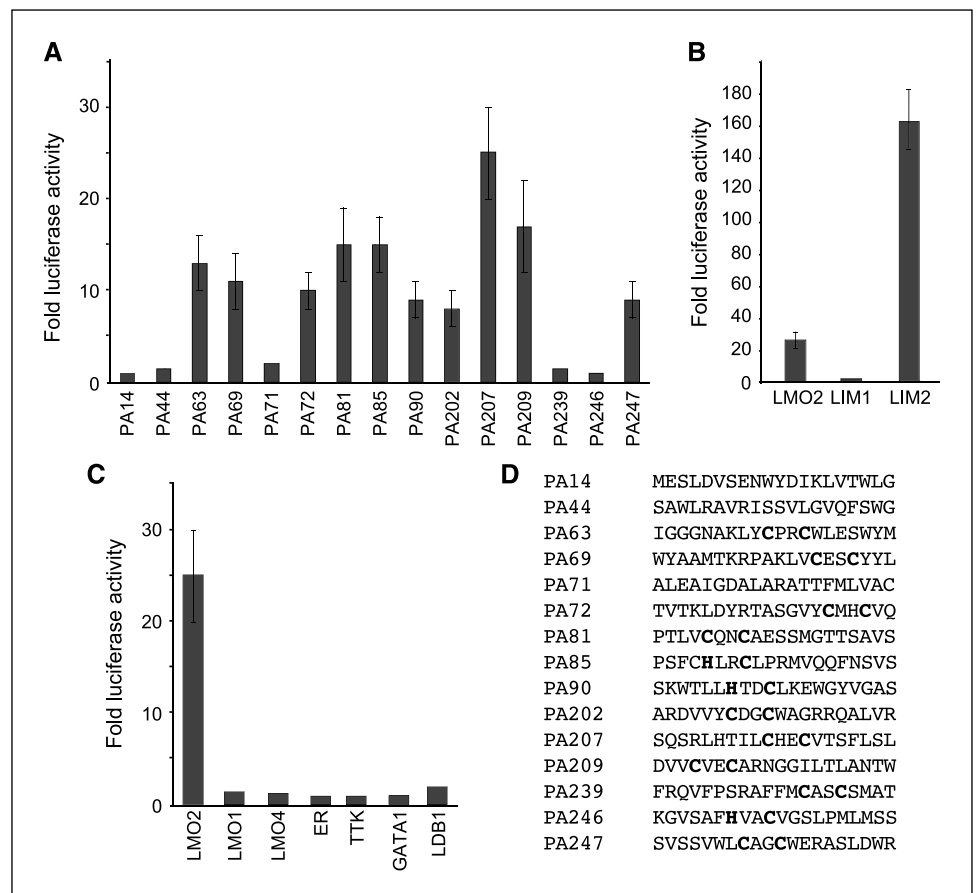 A
Fold luciferase activity
30
20
10
0
PA14 PA44 PA63 PA69 PA71 PA72 PA81 PA85 PA90 PA202 PA207 PA209 PA239 PA246 PA247
B
Fold luciferase activity
180
160
140
120
100
80
60
40
20
0
LMO2 LIM1 LIM2
C
Fold luciferase activity
30
20
10
0
LMO2 LMO1 LMO4 ER TTK GATA1 LDB1
D
PA14 MESLDVSENWYDIKLVTWLG
PA44 SAWLRAVRISSVLGVQFSWG
PA63 IGGGNAKLYCPRCWLESWYM
PA69 WYAAMTKRPAKLVCESCYYL
PA71 ALEAIGDALARATTFMLVAC
PA72 TVTKLDYRTASGVYCMHCVQ
PA81 PTLVCQNCAESSMGTTSAVS
PA85 PSFCHLRCLPRMVQQFNSVS
PA90 SKWTLLHTDCLKEWGYVGAS
PA202 ARDVVYCDGCWAGRRQALVR
PA207 SQSRLHTILCHECVTSFLSL
PA209 DVVCVECARNGGILTLANTW
PA239 FRQVFPSRAFFMCASCSMAT
PA246 KGVSAFHVACVGSLPMLMSS
PA247 SVSSVWLCAGCWERASLDWR